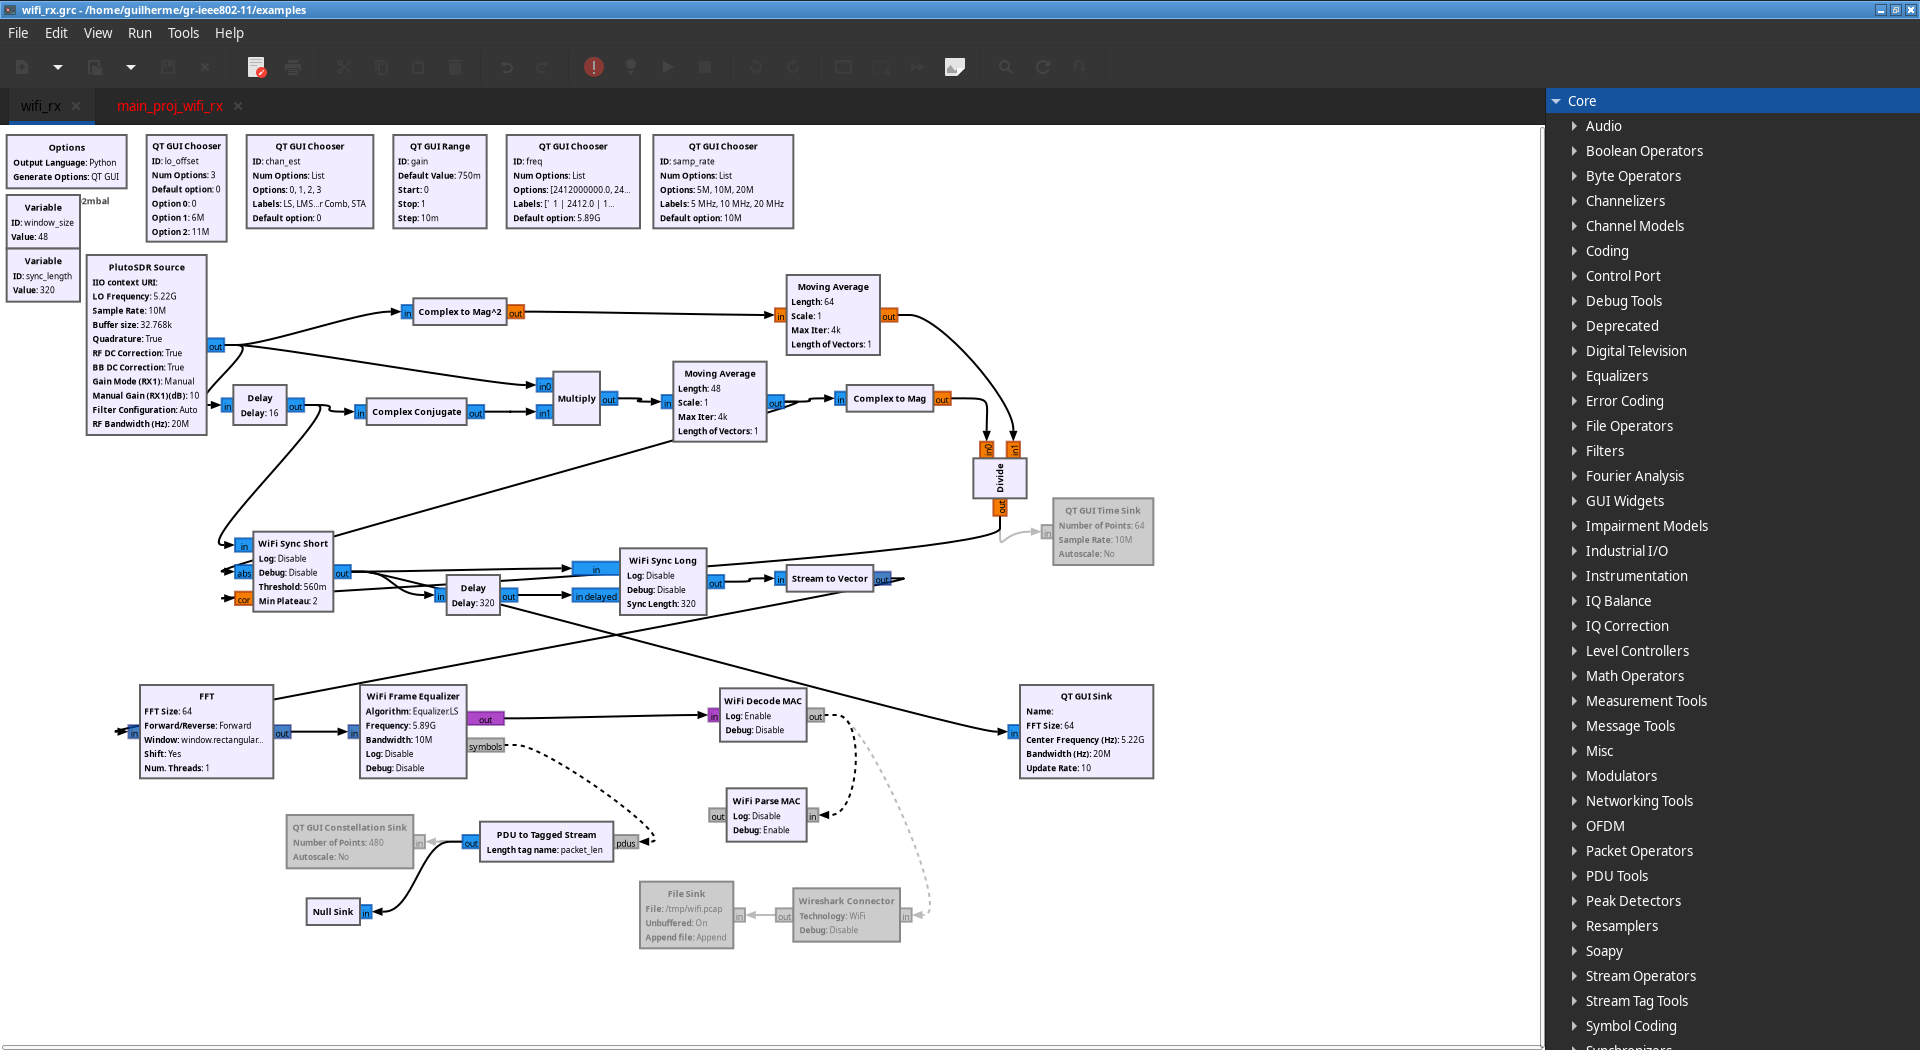 wifi_rx.grc - /home/guilherme/gr-ieee802-11/examples
File Edit View Run Tools Help
wifi_rx
main_proj_wifi_rx
Options
Output Language: Python
Generate Options: QT GUI
2mbal
Variable
ID: window_size
Value: 48
Variable
ID: sync_length
Value: 320
QT GUI Chooser
ID: lo_offset
Num Options: 3
Default option: 0
Option 0: 0
Option 1: 6M
Option 2: 11M
QT GUI Chooser
ID: chan_est
Num Options: List
Options: 0, 1, 2, 3
Labels: LS, LMS...r Comb, STA
Default option: 0
QT GUI Range
ID: gain
Default Value: 750m
Start: 0
Stop: 1
Step: 10m
QT GUI Chooser
ID: freq
Num Options: List
Options: [2412000000.0, 24...
Labels: [' 1 | 2412.0 | 1...
Default option: 5.89G
QT GUI Chooser
ID: samp_rate
Num Options: List
Options: 5M, 10M, 20M
Labels: 5 MHz, 10 MHz, 20 MHz
Default option: 10M
PlutoSDR Source
IIO context URI:
LO Frequency: 5.22G
Sample Rate: 10M
Buffer size: 32.768k
Quadrature: True
RF DC Correction: True
BB DC Correction: True
Gain Mode (RX1): Manual
Manual Gain (RX1)(dB): 10
Filter Configuration: Auto
RF Bandwidth (Hz): 20M
out
in
Complex to Mag^2
out
in
Moving Average
Length: 64
Scale: 1
Max Iter: 4k
Length of Vectors: 1
out
in
Delay
Delay: 16
out
in
Complex Conjugate
out
in0
in1
Multiply
out
in
Moving Average
Length: 48
Scale: 1
Max Iter: 4k
Length of Vectors: 1
out
in
Complex to Mag
out
in0
in1
Divide
out
in
QT GUI Time Sink
Number of Points: 64
Sample Rate: 10M
Autoscale: No
in
abs
cor
WiFi Sync Short
Log: Disable
Debug: Disable
Threshold: 560m
Min Plateau: 2
out
in
Delay
Delay: 320
out
in
in delayed
WiFi Sync Long
Log: Disable
Debug: Disable
Sync Length: 320
out
in
Stream to Vector
out
in
FFT
FFT Size: 64
Forward/Reverse: Forward
Window: window.rectangular...
Shift: Yes
Num. Threads: 1
out
in
WiFi Frame Equalizer
Algorithm: Equalizer.LS
Frequency: 5.89G
Bandwidth: 10M
Log: Disable
Debug: Disable
out
symbols
in
WiFi Decode MAC
Log: Enable
Debug: Disable
out
in
QT GUI Sink
Name:
FFT Size: 64
Center Frequency (Hz): 5.22G
Bandwidth (Hz): 20M
Update Rate: 10
out
WiFi Parse MAC
Log: Disable
Debug: Enable
in
QT GUI Constellation Sink
Number of Points: 480
Autoscale: No
in
out
PDU to Tagged Stream
Length tag name: packet_len
pdus
Null Sink
in
File Sink
File: /tmp/wifi.pcap
Unbuffered: On
Append file: Append
in
out
Wireshark Connector
Technology: WiFi
Debug: Disable
in
Core
Audio
Boolean Operators
Byte Operators
Channelizers
Channel Models
Coding
Control Port
Debug Tools
Deprecated
Digital Television
Equalizers
Error Coding
File Operators
Filters
Fourier Analysis
GUI Widgets
Impairment Models
Industrial I/O
Instrumentation
IQ Balance
IQ Correction
Level Controllers
Math Operators
Measurement Tools
Message Tools
Misc
Modulators
Networking Tools
OFDM
Packet Operators
PDU Tools
Peak Detectors
Resamplers
Soapy
Stream Operators
Stream Tag Tools
Symbol Coding